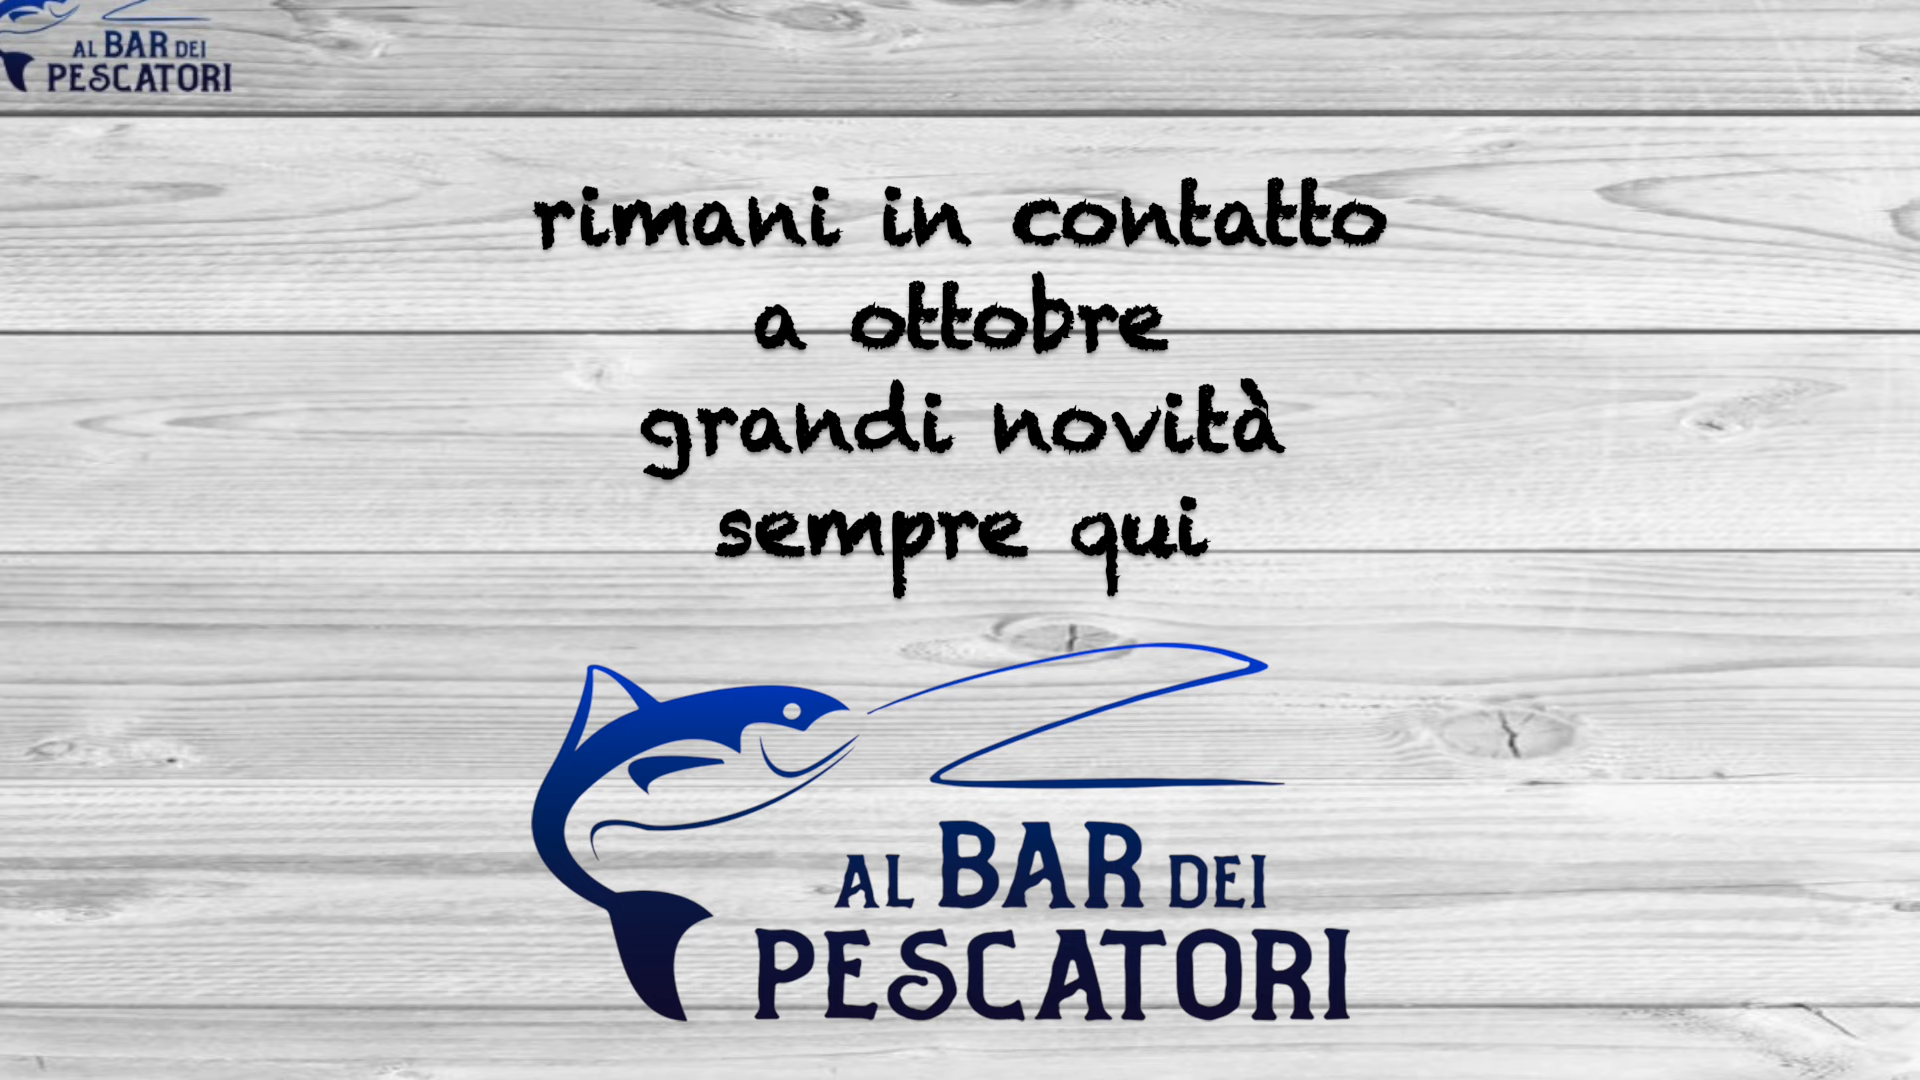 AL BAR DEI
PESCATORI
rimani in contatto
a ottobre
grandi novità
sempre qui
AL BAR DEI
PESCATORI